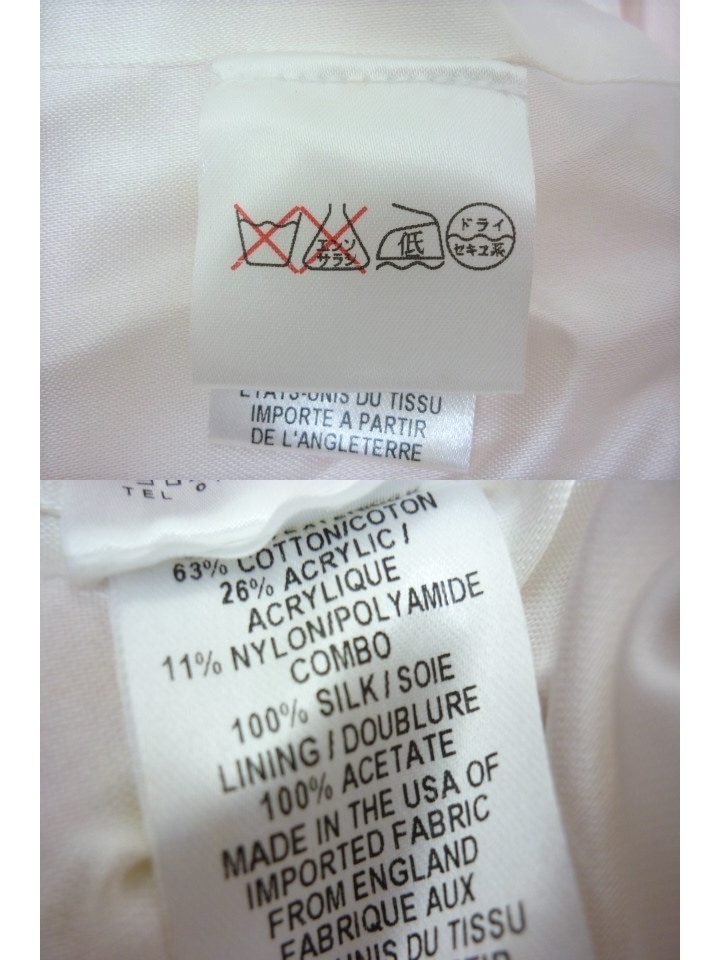 エンソ
サラシ
低
ドライ
セキユ系
ETATS-UNIS DU TISSU
IMPORTE A PARTIR
DE L'ANGLETERRE
TEL
63% COTTON/COTON
26% ACRYLIC /
ACRYLIQUE
11% NYLON/POLYAMIDE
COMBO
100% SILK / SOIE
LINING / DOUBLURE
100% ACETATE
MADE IN THE USA OF
IMPORTED FABRIC
FROM ENGLAND
FABRIQUE AUX
UNIS DU TISSU